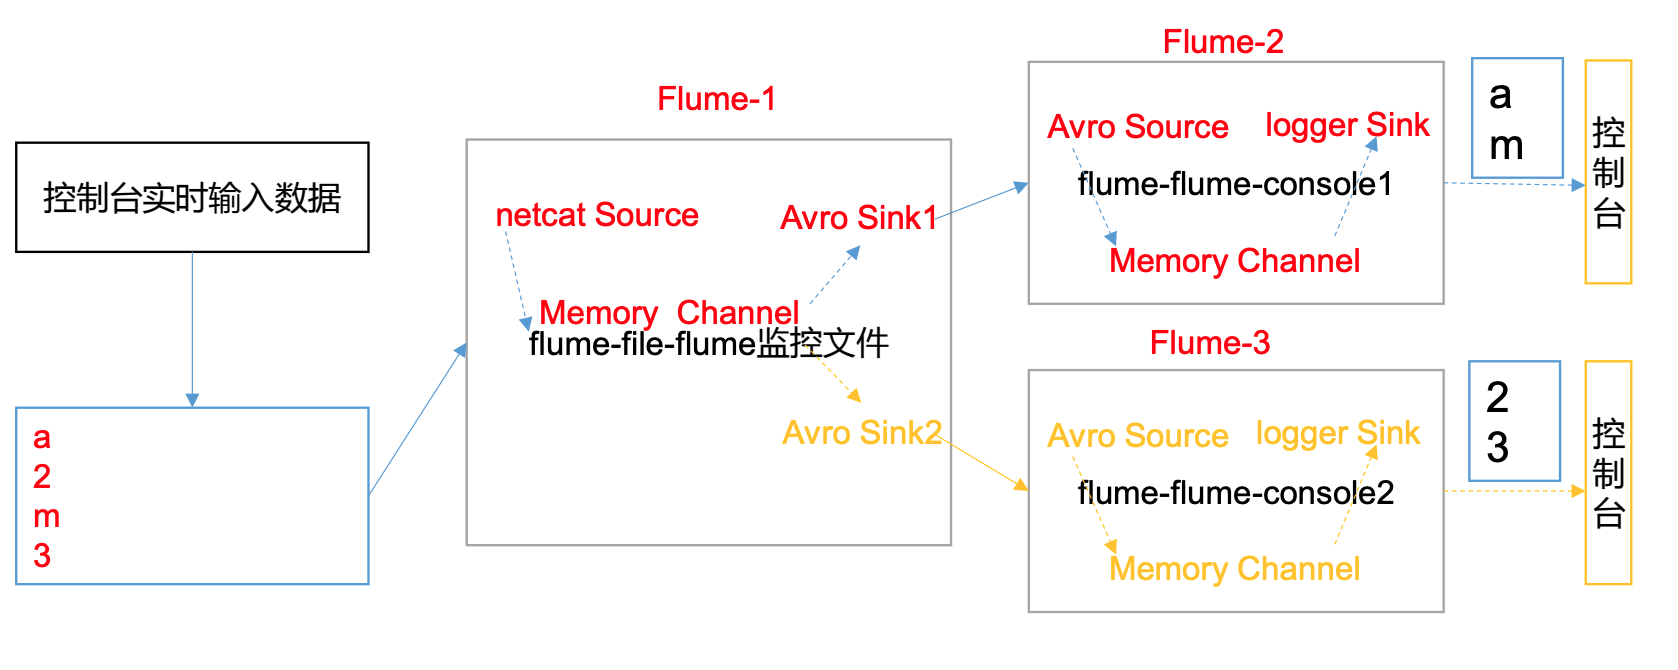 控制台实时输入数据
a
2
m
3
Flume-1
netcat Source
Avro Sink1
Memory Channel
flume-file-flume监控文件
Avro Sink2
Flume-2
Avro Source
logger Sink
flume-flume-console1
Memory Channel
a
m
控
制
台
Flume-3
Avro Source
logger Sink
flume-flume-console2
Memory Channel
2
3
控
制
台